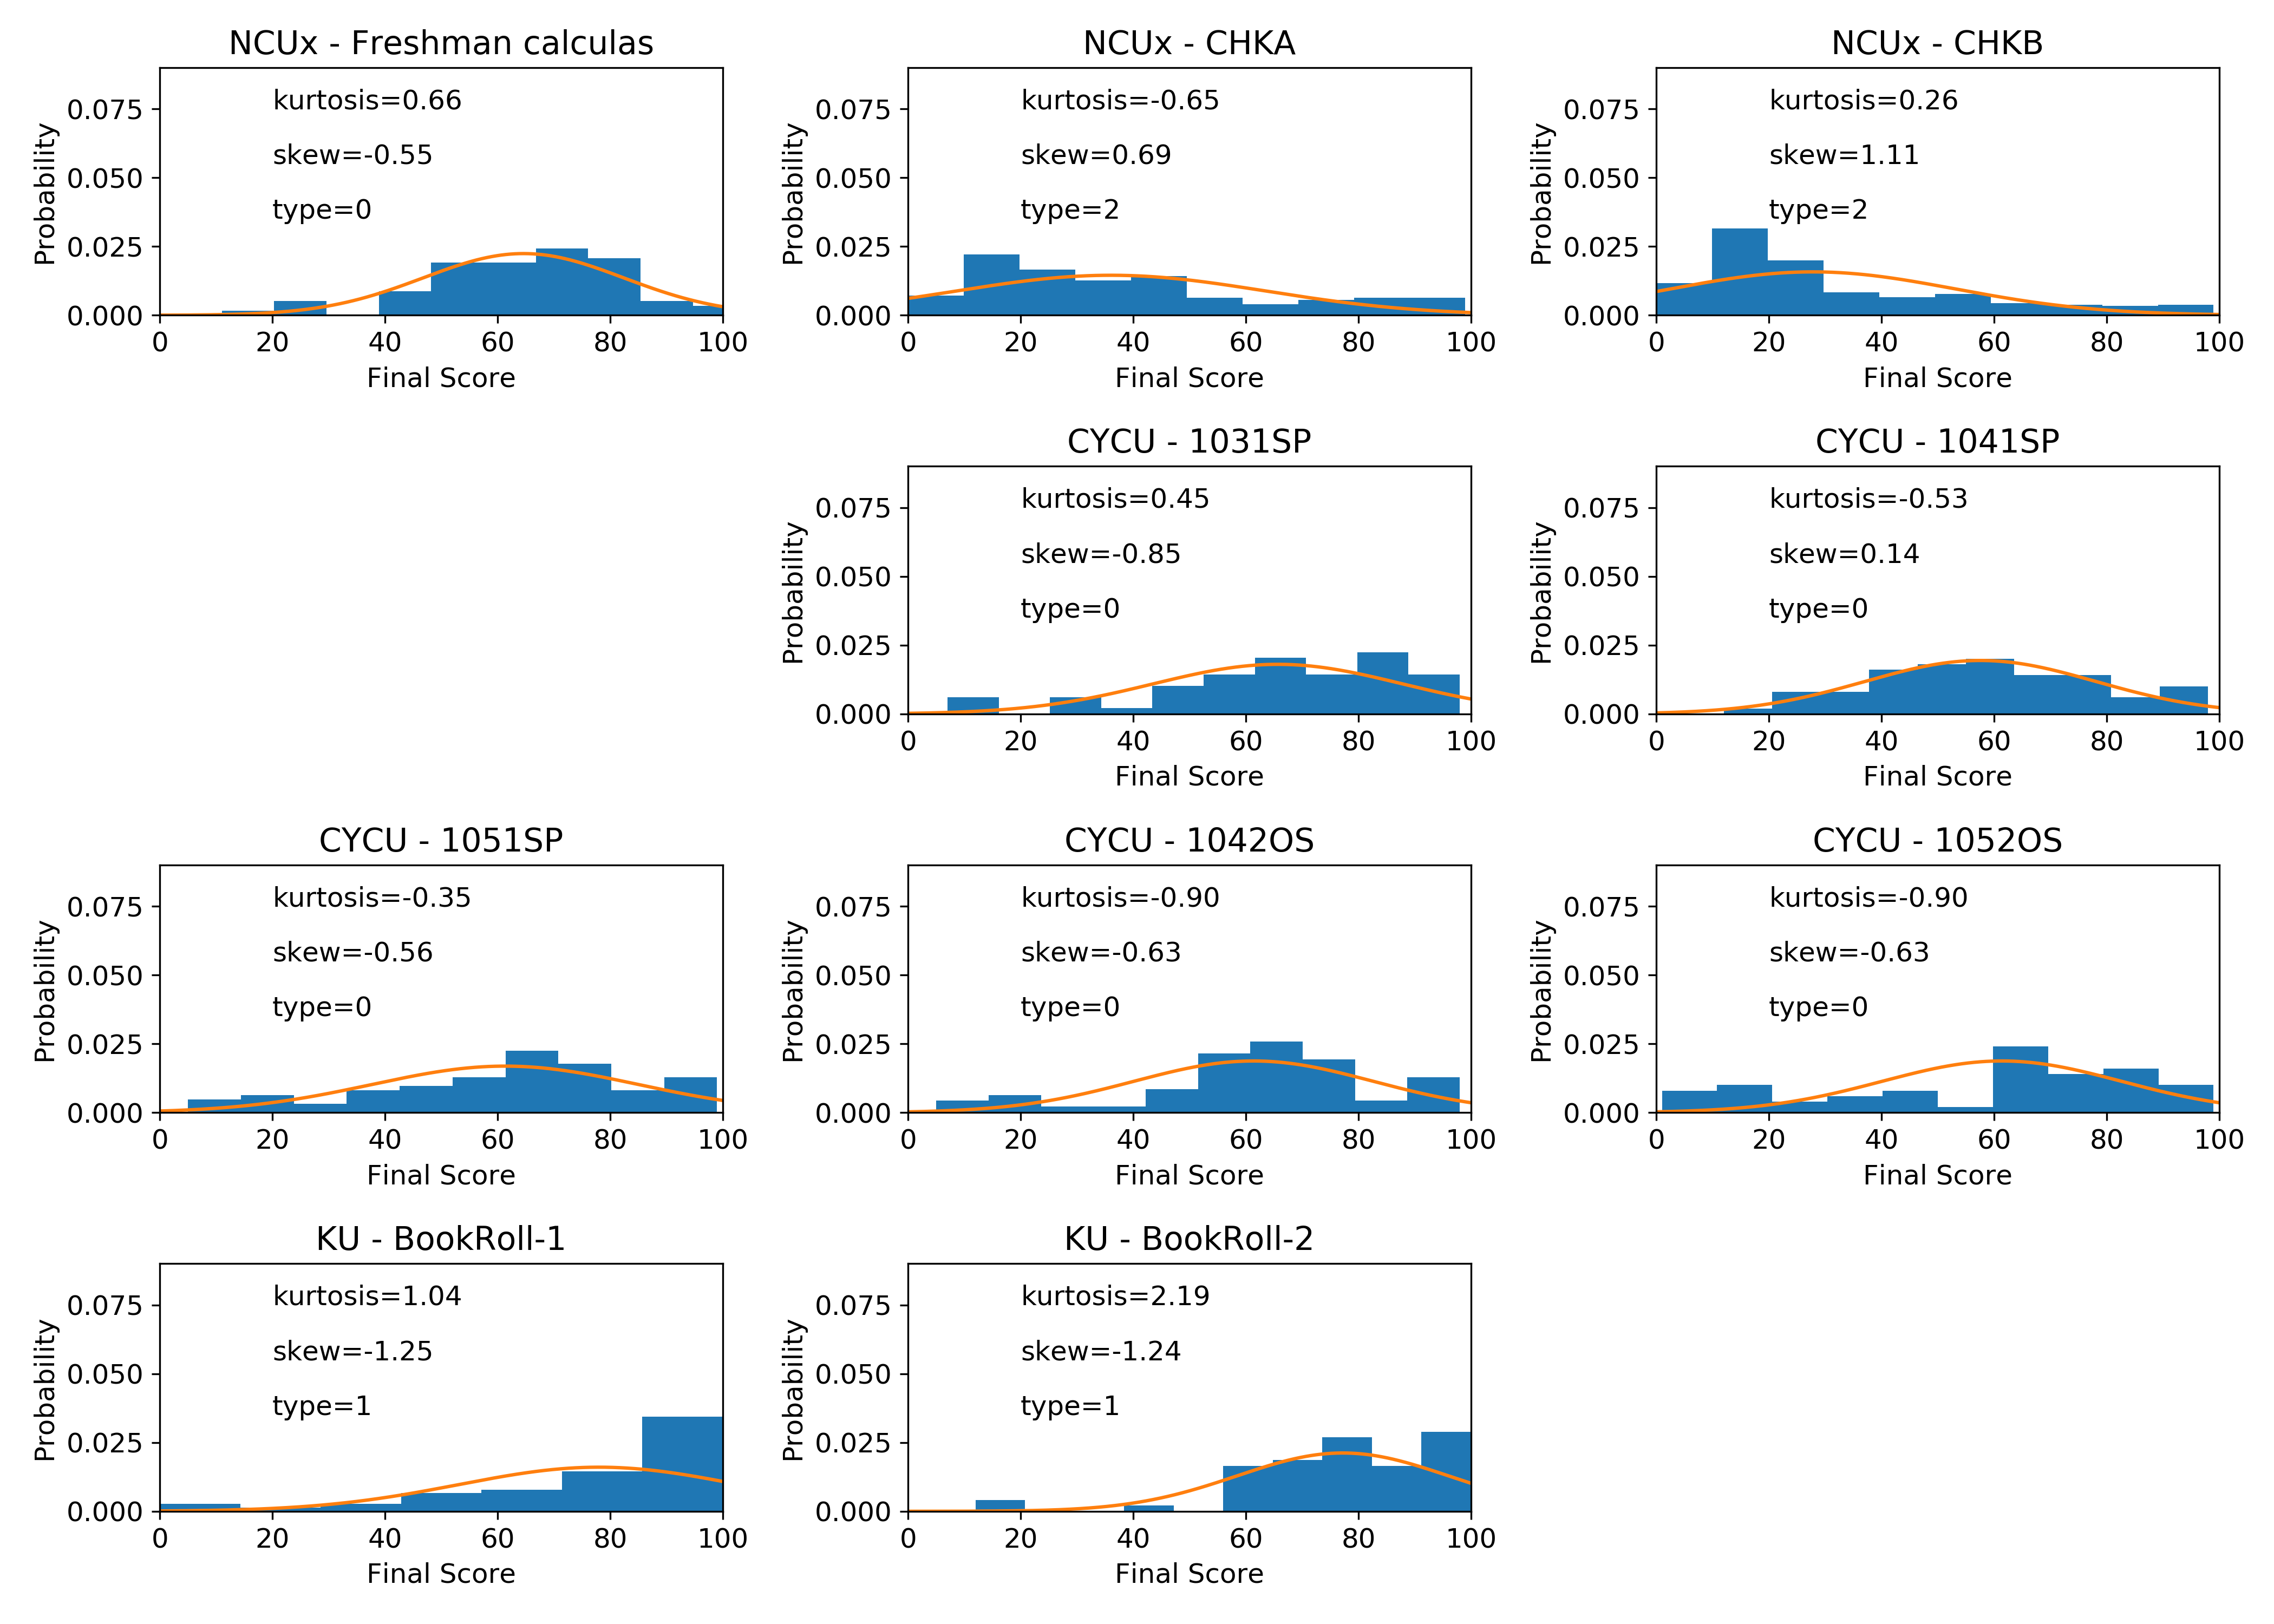 NCUx - Freshman calculas
kurtosis=0.66
skew=-0.55
type=0
0.075
0.050
0.025
0.000
Probability
0 20 40 60 80 100
Final Score
NCUx - CHKA
kurtosis=-0.65
skew=0.69
type=2
0.075
0.050
0.025
0.000
Probability
0 20 40 60 80 100
Final Score
NCUx - CHKB
kurtosis=0.26
skew=1.11
type=2
0.075
0.050
0.025
0.000
Probability
0 20 40 60 80 100
Final Score
CYCU - 1031SP
kurtosis=0.45
skew=-0.85
type=0
0.075
0.050
0.025
0.000
Probability
0 20 40 60 80 100
Final Score
CYCU - 1041SP
kurtosis=-0.53
skew=0.14
type=0
0.075
0.050
0.025
0.000
Probability
0 20 40 60 80 100
Final Score
CYCU - 1051SP
kurtosis=-0.35
skew=-0.56
type=0
0.075
0.050
0.025
0.000
Probability
0 20 40 60 80 100
Final Score
CYCU - 1042OS
kurtosis=-0.90
skew=-0.63
type=0
0.075
0.050
0.025
0.000
Probability
0 20 40 60 80 100
Final Score
CYCU - 1052OS
kurtosis=-0.90
skew=-0.63
type=0
0.075
0.050
0.025
0.000
Probability
0 20 40 60 80 100
Final Score
KU - BookRoll-1
kurtosis=1.04
skew=-1.25
type=1
0.075
0.050
0.025
0.000
Probability
0 20 40 60 80 100
Final Score
KU - BookRoll-2
kurtosis=2.19
skew=-1.24
type=1
0.075
0.050
0.025
0.000
Probability
0 20 40 60 80 100
Final Score